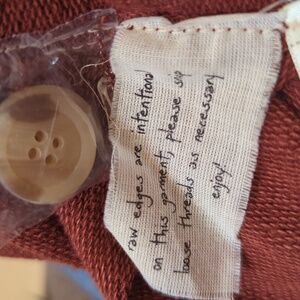 raw edges are intentional
on this garment, please snip
loose threads as necessary
enjoy!